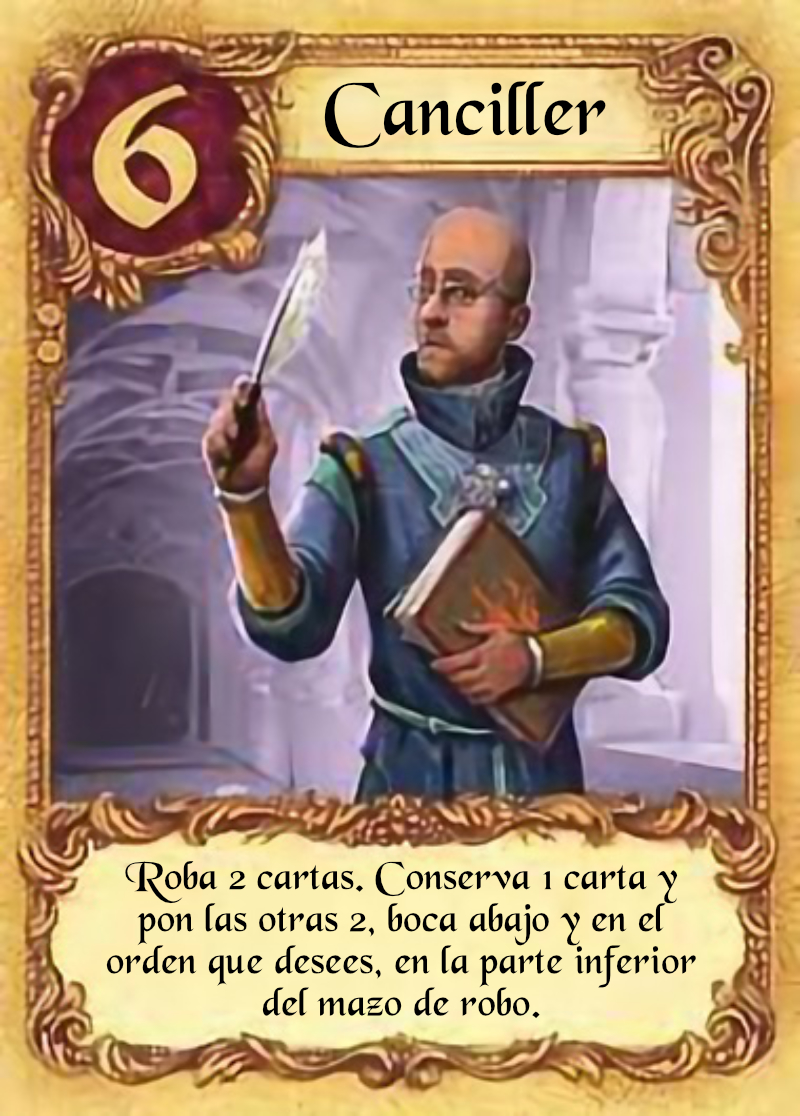 6
Canciller
Roba 2 cartas. Conserva 1 carta y
pon las otras 2, boca abajo y en el
orden que desees, en la parte inferior
del mazo de robo.